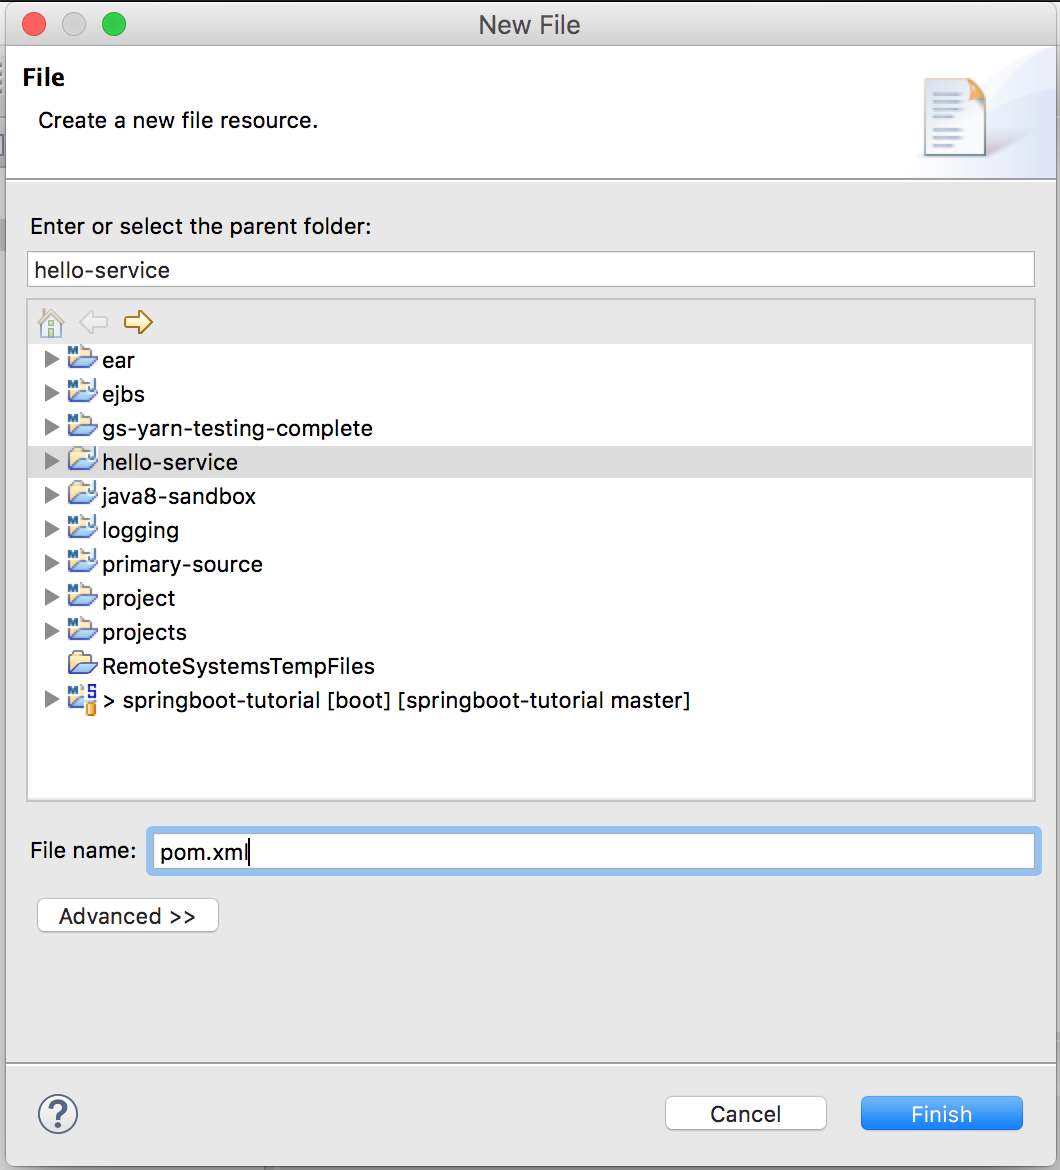 New File
File
Create a new file resource.
Enter or select the parent folder:
hello-service
ear
ejbs
gs-yarn-testing-complete
hello-service
java8-sandbox
logging
primary-source
project
projects
RemoteSystemsTempFiles
> springboot-tutorial [boot] [springboot-tutorial master]
File name: pom.xml
Advanced >>
? Cancel Finish